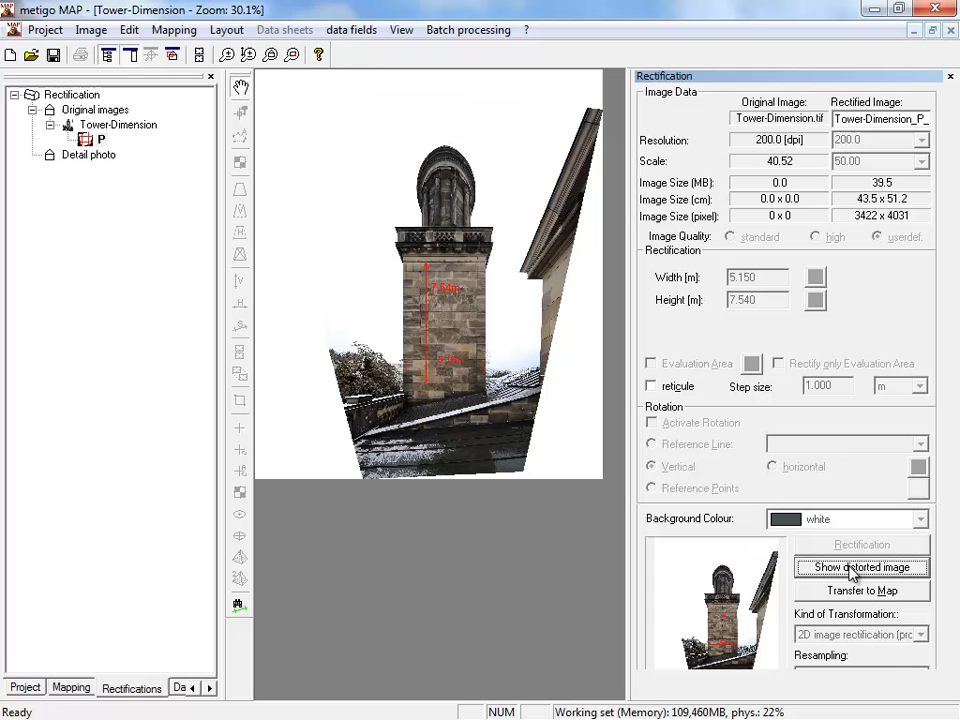 metigo MAP - [Tower-Dimension - Zoom: 30.1%]
Project Image Edit Mapping Layout Data sheets data fields View Batch processing ?
Rectification
Original images
Tower-Dimension
P
Detail photo
Project Mapping Rectifications Da
7.54m
Rectification
Image Data
Original Image: Rectified Image:
Tower-Dimension.tif Tower-Dimension_P_
Resolution: 200.0 [dpi] 200.0
Scale: 40.52 50.00
Image Size (MB): 0.0 39.5
Image Size (cm): 0.0 x 0.0 43.5 x 51.2
Image Size (pixel): 0 x 0 3422 x 4031
Image Quality: standard high userdef.
Rectification
Width [m]: 5.150
Height [m]: 7.540
Evaluation Area Rectify only Evaluation Area
reticule Step size: 1.000 m
Rotation
Activate Rotation
Reference Line:
Vertical horizontal
Reference Points
Background Colour: white
Rectification
Show distorted image
Transfer to Map
Kind of Transformation::
2D image rectification (prc
Resampling:
Ready NUM Working set (Memory): 109,460MB, phys.: 22%